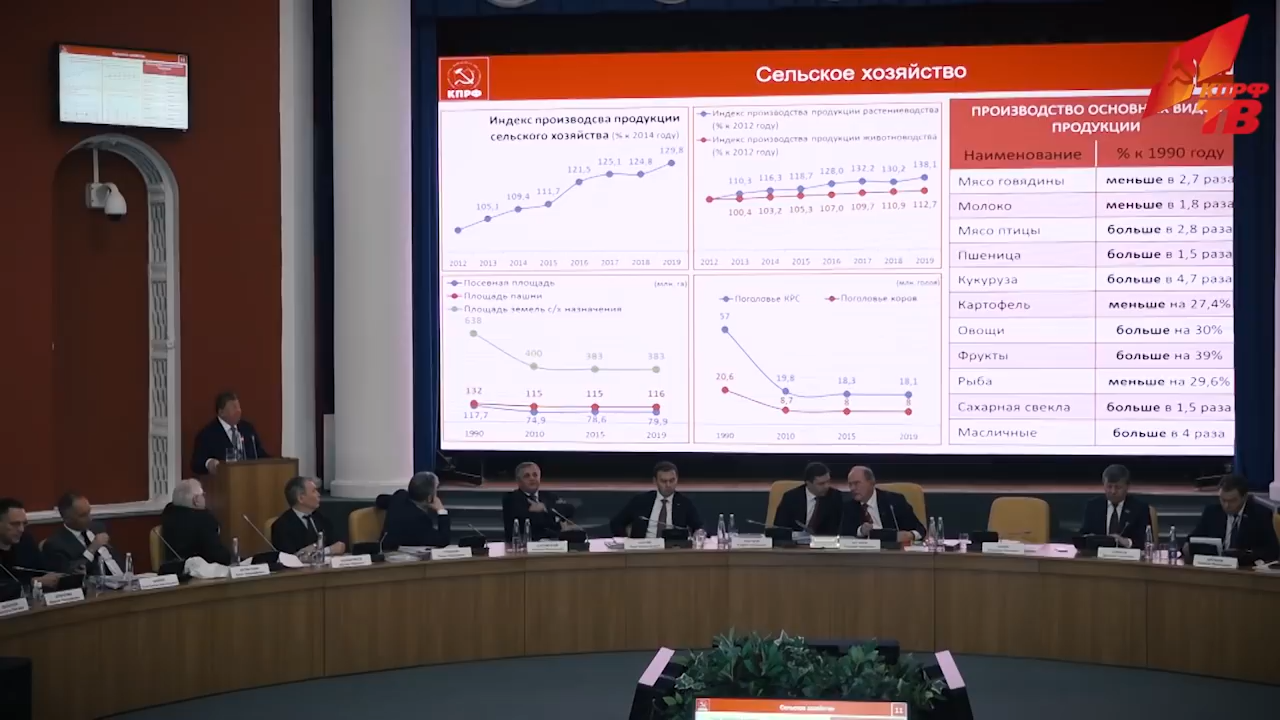 КПРФ
Сельское хозяйство
КПРФ
ТВ
Индекс производсва продукции
сельского хозяйства (% к 2014 году)
129,8
125,1
124,8
121,5
111,7
109,4
105,1
2012 2013 2014 2015 2016 2017 2018 2019
Индекс производства продукции растениеводства
(% к 2012 году)
Индекс производства продукции животноводства
(% к 2012 году)
110,3 116,3 118,7 128,0 132,2 130,2 138,1
100,4 103,2 105,3 107,0 109,7 110,9 112,7
2012 2013 2014 2015 2016 2017 2018 2019
Посевная площадь (млн. га)
Площадь пашни
Площадь земель с/х назначения
638
400 383 383
132 115 115 116
117,7 74,9 78,6 79,9
1990 2010 2015 2019
(млн. голов)
Поголовье КРС Поголовье коров
57
19,8 18,3 18,1
20,6
8,7 8 8
1990 2010 2015 2019
ПРОИЗВОДСТВО ОСНОВНЫХ
ПРОДУКЦИИ
Наименование % к 1990 году
Мясо говядины меньше в 2,7 раза
Молоко меньше в 1,8 раза
Мясо птицы больше в 2,8 раза
Пшеница больше в 1,5 раза
Кукуруза больше в 4,7 раза
Картофель меньше на 27,4%
Овощи больше на 30%
Фрукты больше на 39%
Рыба меньше на 29,6%
Сахарная свекла больше в 1,5 раза
Масличные больше в 4 раза
Сельское хозяйство 11